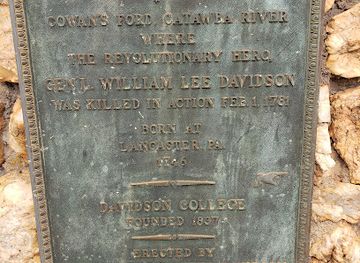 COWAN'S FORD, CATAWBA RIVER
WHERE
THE REVOLUTIONARY HERO,
GENL. WILLIAM LEE DAVIDSON
WAS KILLED IN ACTION FEB. 1, 1781
BORN AT
LANCASTER PA.
1746
DAVIDSON COLLEGE
FOUNDED 1837
ERECTED BY